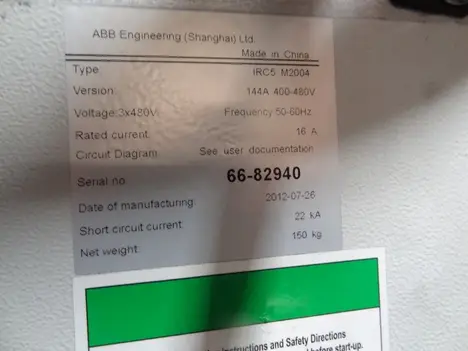 ABB Engineering (Shanghai) Ltd.
Made in China
Type IRC5 M2004
Version: 144A 400-480V
Voltage:3x480V Frequency 50-60Hz
Rated current: 16 A
Circuit Diagram: See user documentation
Serial no 66-82940
Date of manufacturing: 2012-07-26
Short circuit current: 22 kA
Net weight: 150 kg
Instructions and Safety Directions
before start-up.